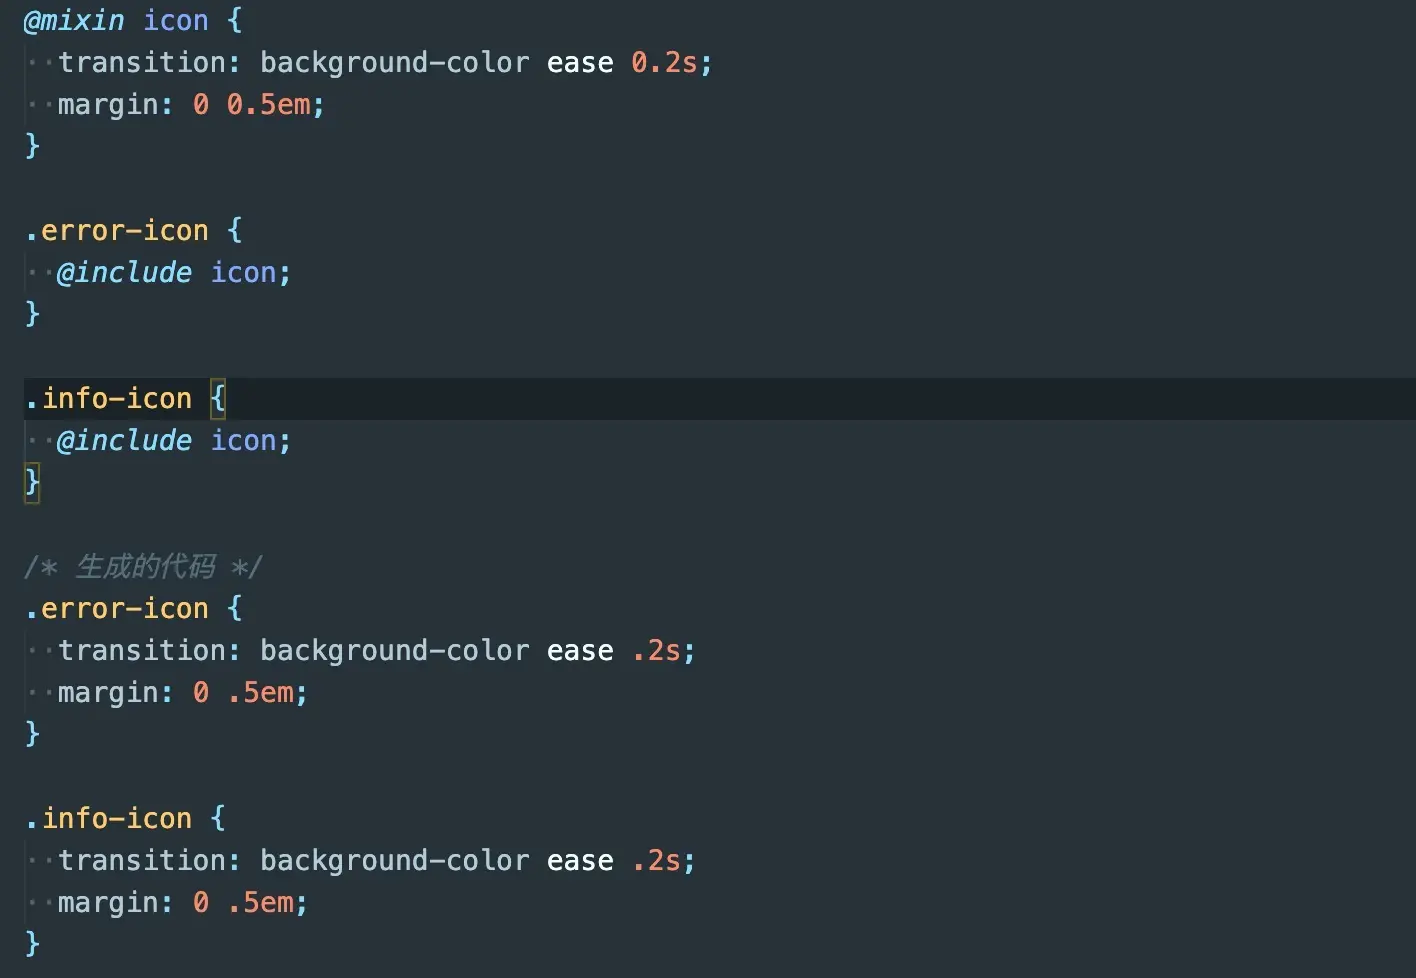 @mixin icon {
  transition: background-color ease 0.2s;
  margin: 0 0.5em;
}

.error-icon {
  @include icon;
}

.info-icon {
  @include icon;
}

/* 生成的代码 */
.error-icon {
  transition: background-color ease .2s;
  margin: 0 .5em;
}

.info-icon {
  transition: background-color ease .2s;
  margin: 0 .5em;
}